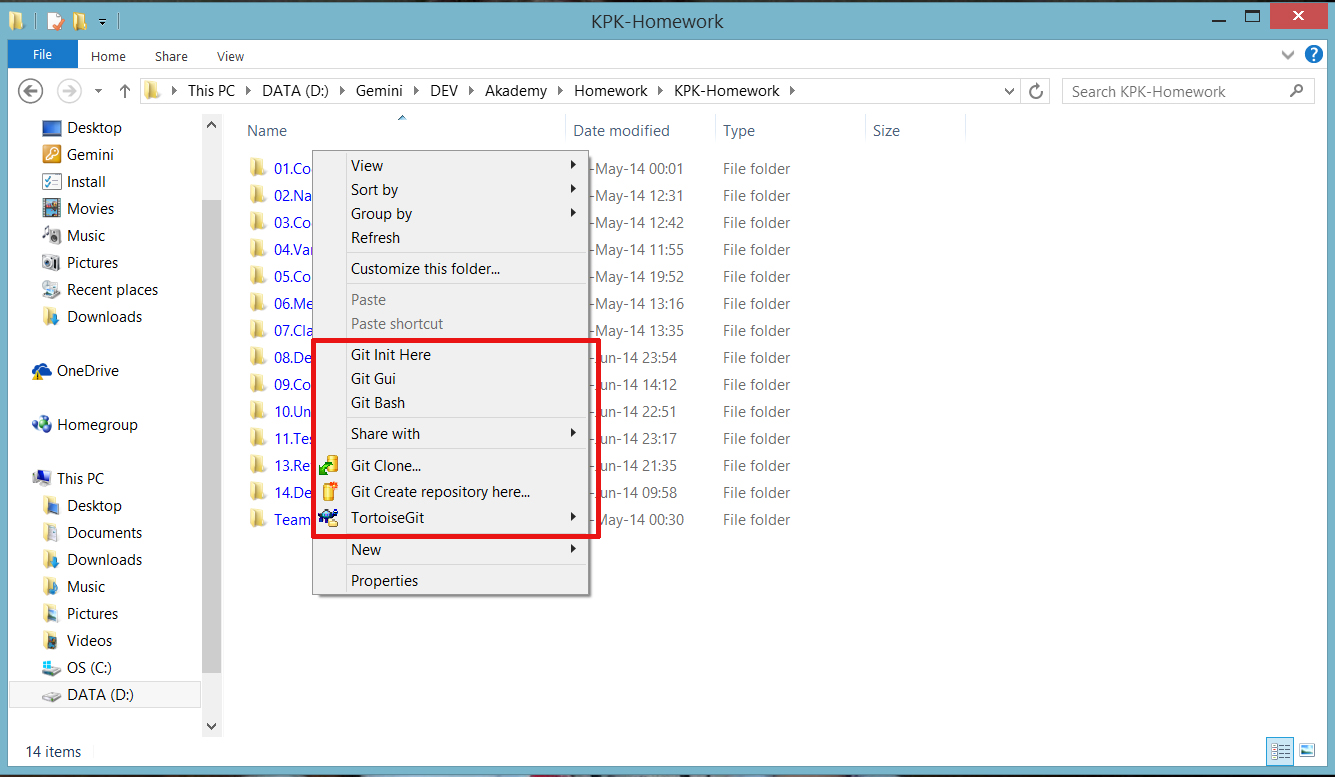 KPK-Homework
File Home Share View
This PC DATA (D:) Gemini DEV Akademy Homework KPK-Homework
Search KPK-Homework
Desktop
Gemini
Install
Movies
Music
Pictures
Recent places
Downloads
OneDrive
Homegroup
This PC
Desktop
Documents
Downloads
Music
Pictures
Videos
OS (C:)
DATA (D:)
Name Date modified Type Size
01.Co -May-14 00:01 File folder
02.Na -May-14 12:31 File folder
03.Co -May-14 12:42 File folder
04.Var -May-14 11:55 File folder
05.Co -May-14 19:52 File folder
06.Me -May-14 13:16 File folder
07.Cla -May-14 13:35 File folder
08.De -Jun-14 23:54 File folder
09.Co -Jun-14 14:12 File folder
10.Un -Jun-14 22:51 File folder
11.Tes -Jun-14 23:17 File folder
13.Re -Jun-14 21:35 File folder
14.De -Jun-14 09:58 File folder
Team -May-14 00:30 File folder
View
Sort by
Group by
Refresh
Customize this folder...
Paste
Paste shortcut
Git Init Here
Git Gui
Git Bash
Share with
Git Clone...
Git Create repository here...
TortoiseGit
New
Properties
14 items